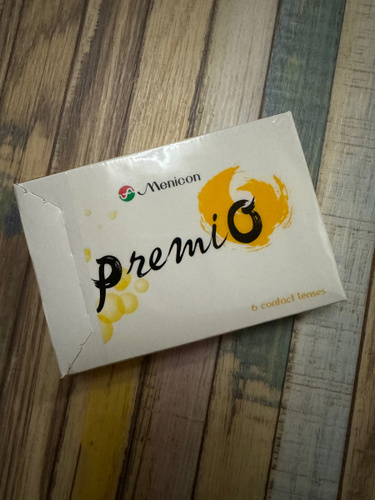 Menicon
PremiO
6 contact lenses